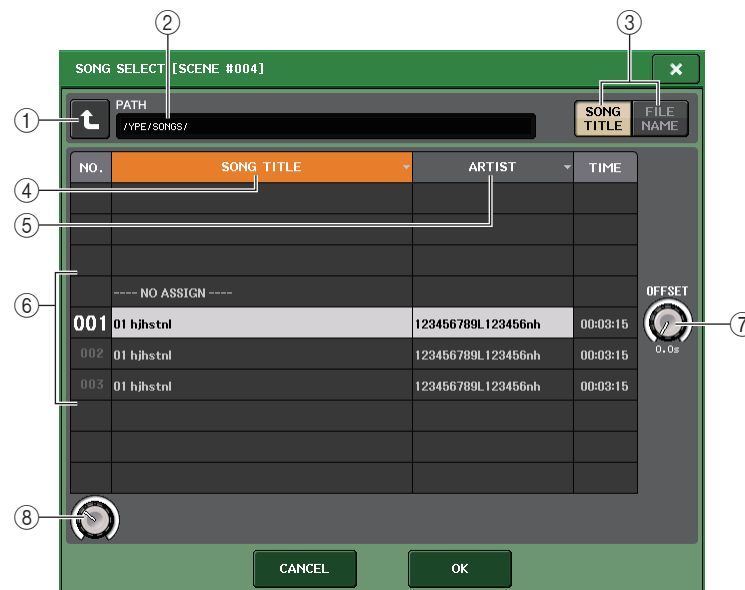 ② ③
SONG SELECT [SCENE #004]
① PATH
/YPE/SONGS/
SONG TITLE
FILE NAME
NO. SONG TITLE ARTIST TIME
④
⑤
⑥ ---- NO ASSIGN ----
OFFSET
001 01 hjhstnl 123456789L123456nh 00:03:15
⑦
0.0s
002 01 hjhstnl 123456789L123456nh 00:03:15
003 01 hjhstnl 123456789L123456nh 00:03:15
⑧
CANCEL OK